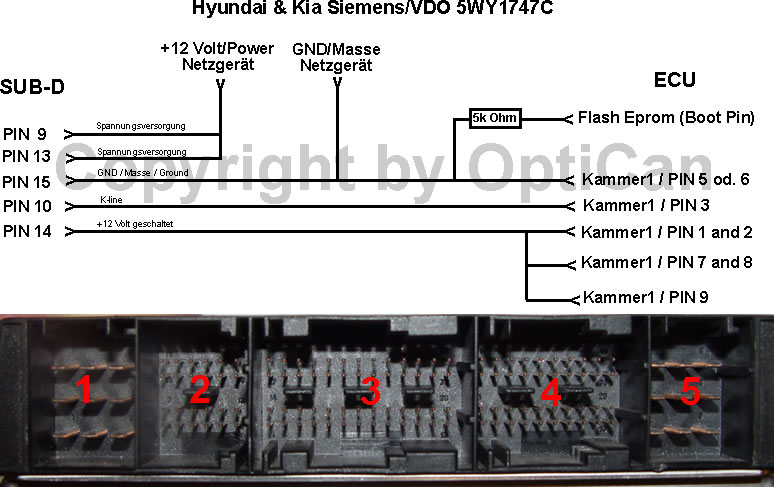 Hyundai & Kia Siemens/VDO 5WY1747C
+12 Volt/Power
Netzgerät
GND/Masse
Netzgerät
SUB-D
ECU
5k Ohm
Flash Eprom (Boot Pin)
PIN 9
Spannungsversorgung
PIN 13
Spannungsversorgung
Copyright by OptiCan
PIN 15
GND / Masse / Ground
Kammer1 / PIN 5 od. 6
PIN 10
K-line
Kammer1 / PIN 3
PIN 14
+12 Volt geschaltet
Kammer1 / PIN 1 and 2
Kammer1 / PIN 7 and 8
Kammer1 / PIN 9
1
2
3
4
5